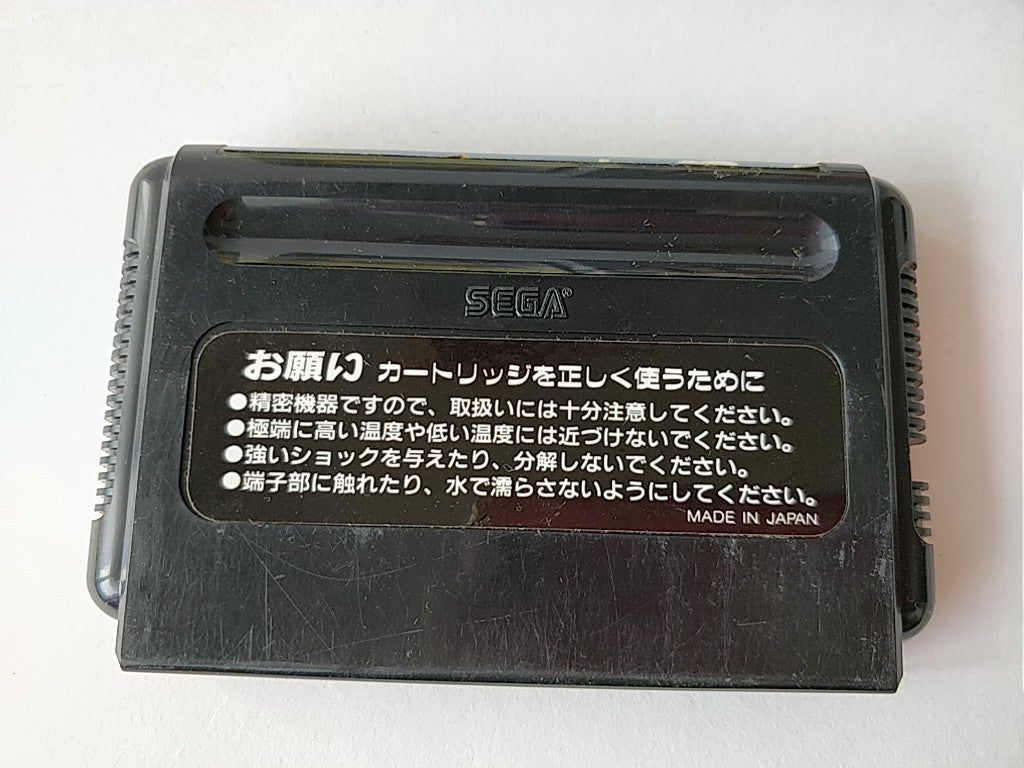 SEGA®
お願い カートリッジを正しく使うために
●精密機器ですので、取扱いには十分注意してください。
●極端に高い温度や低い温度には近づけないでください。
●強いショックを与えたり、分解しないでください。
●端子部に触れたり、水で濡らさないようにしてください。
MADE IN JAPAN